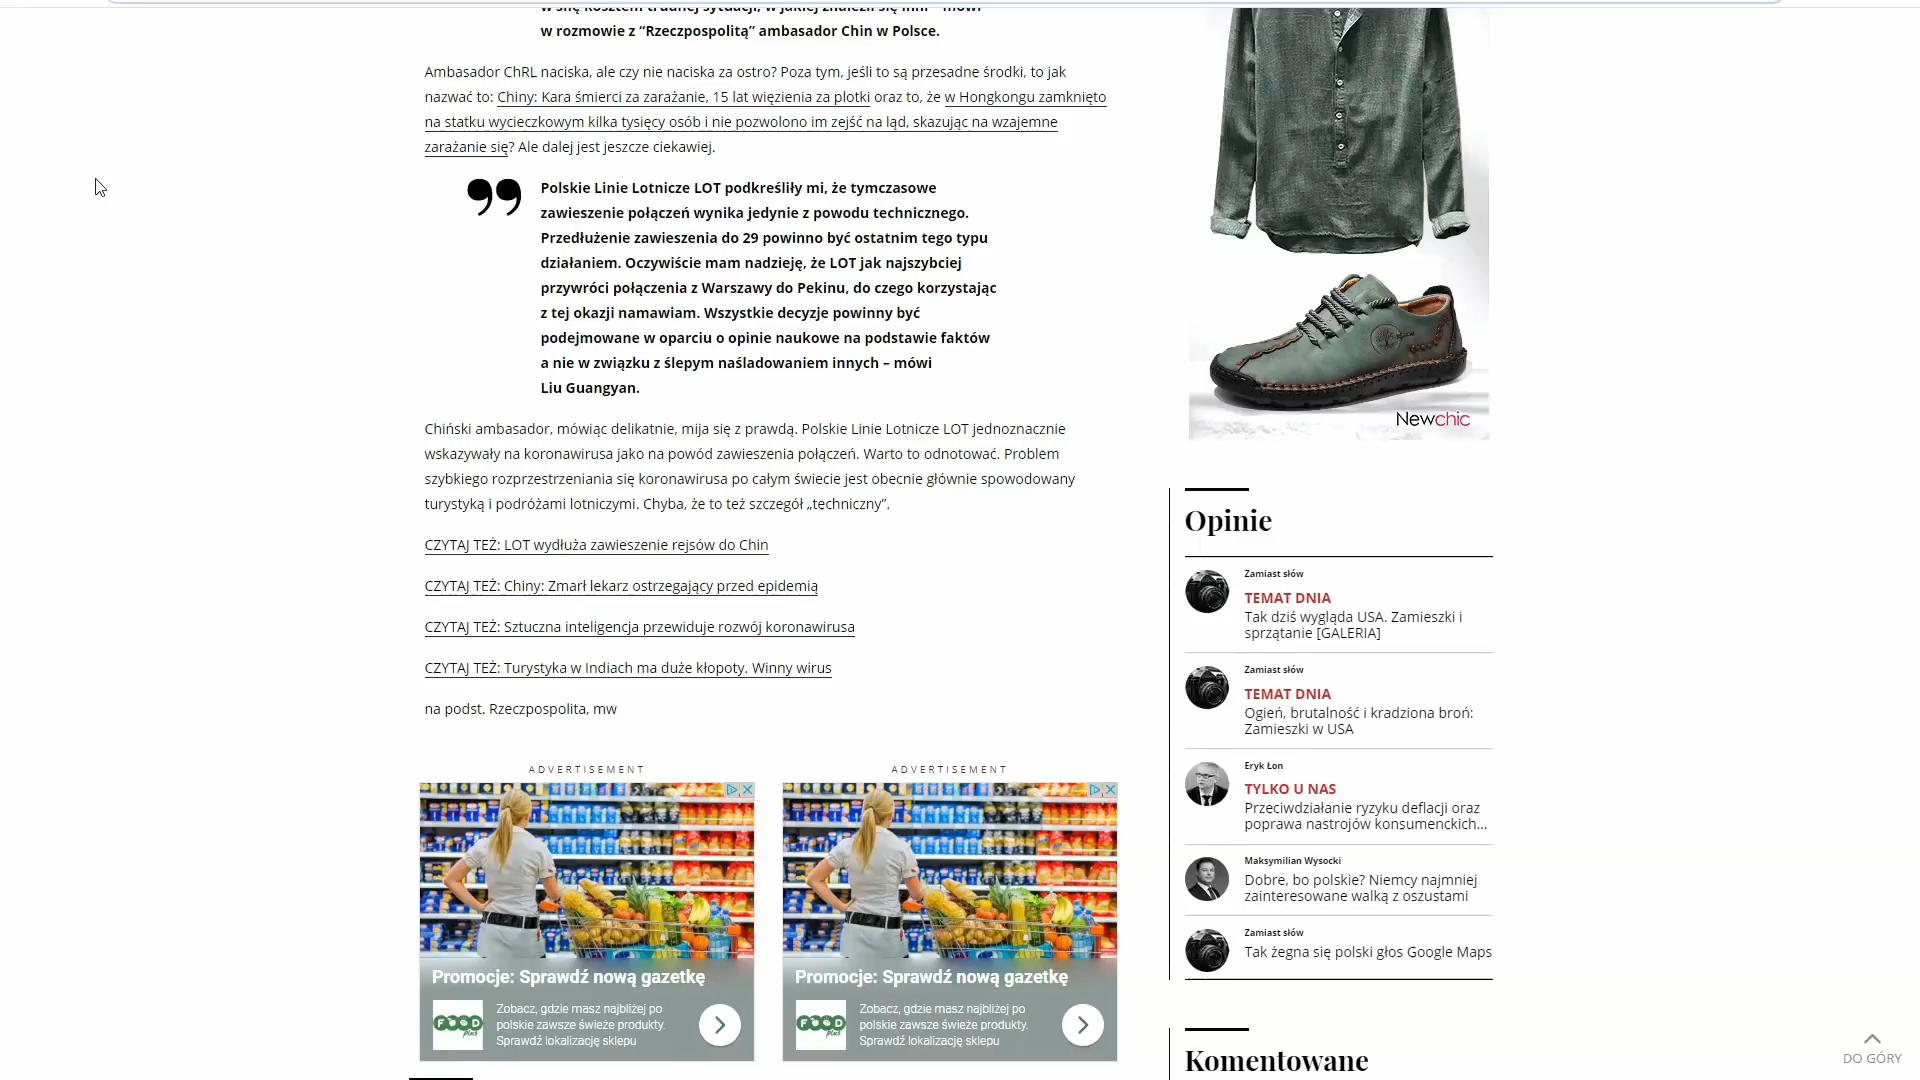 w rozmowie z “Rzeczpospolitą” ambasador Chin w Polsce.
Ambasador ChRL naciska, ale czy nie naciska za ostro? Poza tym, jeśli to są przesadne środki, to jak
nazwać to: Chiny: Kara śmierci za zarażanie, 15 lat więzienia za plotki oraz to, że w Hongkongu zamknięto
na statku wycieczkowym kilka tysięcy osób i nie pozwolono im zejść na ląd, skazując na wzajemne
zarażanie się? Ale dalej jest jeszcze ciekawiej.
Polskie Linie Lotnicze LOT podkreśliły mi, że tymczasowe
zawieszenie połączeń wynika jedynie z powodu technicznego.
Przedłużenie zawieszenia do 29 powinno być ostatnim tego typu
działaniem. Oczywiście mam nadzieję, że LOT jak najszybciej
przywróci połączenia z Warszawy do Pekinu, do czego korzystając
z tej okazji namawiam. Wszystkie decyzje powinny być
podejmowane w oparciu o opinie naukowe na podstawie faktów
a nie w związku z ślepym naśladowaniem innych – mówi
Liu Guangyan.
Chiński ambasador, mówiąc delikatnie, mija się z prawdą. Polskie Linie Lotnicze LOT jednoznacznie
wskazywały na koronawirusa jako na powód zawieszenia połączeń. Warto to odnotować. Problem
szybkiego rozprzestrzeniania się koronawirusa po całym świecie jest obecnie głównie spowodowany
turystyką i podróżami lotniczymi. Chyba, że to też szczegół „techniczny”.
CZYTAJ TEŻ: LOT wydłuża zawieszenie rejsów do Chin
CZYTAJ TEŻ: Chiny: Zmarł lekarz ostrzegający przed epidemią
CZYTAJ TEŻ: Sztuczna inteligencja przewiduje rozwój koronawirusa
CZYTAJ TEŻ: Turystyka w Indiach ma duże kłopoty. Winny wirus
na podst. Rzeczpospolita, mw
ADVERTISEMENT
Promocje: Sprawdź nową gazetkę
FOOD plus
Zobacz, gdzie masz najbliżej po
polskie zawsze świeże produkty.
Sprawdź lokalizację sklepu
ADVERTISEMENT
Promocje: Sprawdź nową gazetkę
FOOD plus
Zobacz, gdzie masz najbliżej po
polskie zawsze świeże produkty.
Sprawdź lokalizację sklepu
Newchic
Opinie
Zamiast słów
TEMAT DNIA
Tak dziś wygląda USA. Zamieszki i
sprzątanie [GALERIA]
Zamiast słów
TEMAT DNIA
Ogień, brutalność i kradziona broń:
Zamieszki w USA
Eryk Łon
TYLKO U NAS
Przeciwdziałanie ryzyku deflacji oraz
poprawa nastrojów konsumenckich...
Maksymilian Wysocki
Dobre, bo polskie? Niemcy najmniej
zainteresowane walką z oszustami
Zamiast słów
Tak żegna się polski głos Google Maps
Komentowane
DO GÓRY